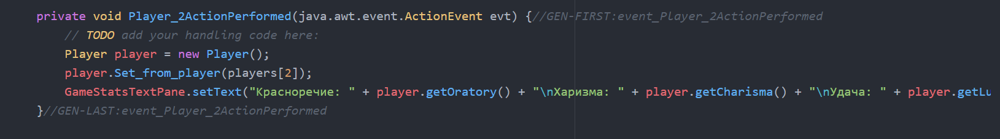 private void Player_2ActionPerformed(java.awt.event.ActionEvent evt) {//GEN-FIRST:event_Player_2ActionPerformed
// TODO add your handling code here:
Player player = new Player();
player.Set_from_player(players[2]);
GameStatsTextPane.setText("Красноречие: " + player.getOratory() + "\nХаризма: " + player.getCharisma() + "\nУдача: " + player.getLu
}//GEN-LAST:event_Player_2ActionPerformed